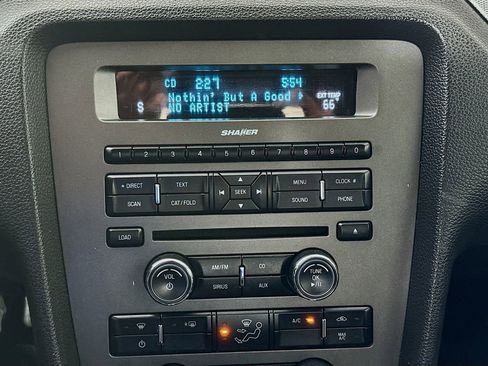 CD 2:27 5:54
Nothin' But A Good
EXT TEMP
S NO ARTIST 66°
SHAKER
1 2 3 4 5 6 7 8 9 0
DIRECT TEXT SEEK MENU CLOCK
SCAN CAT/FOLD SOUND PHONE
LOAD
VOL AM/FM CD TUNE
OK
SIRIUS AUX
A/C
MAX
A/C